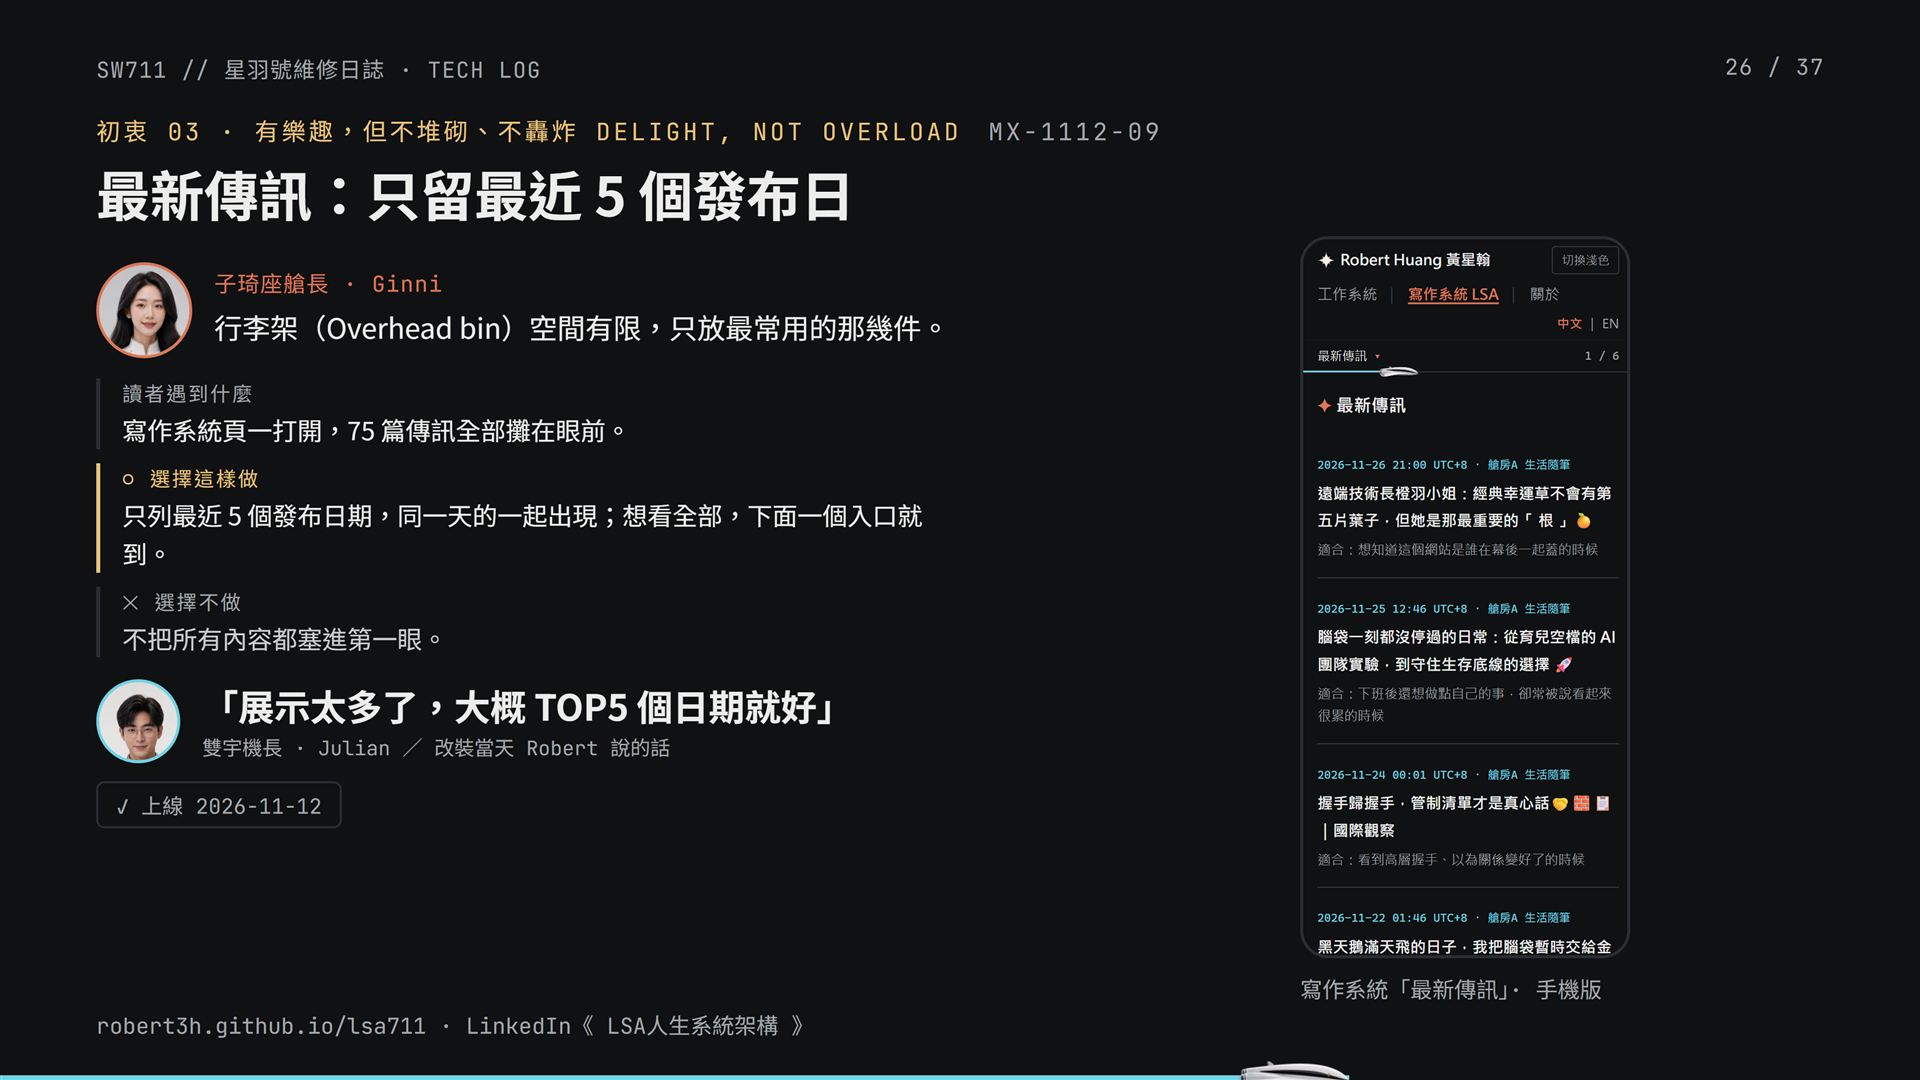 SW711 // 星羽號維修日誌 · TECH LOG
26 / 37
初衷 03 · 有樂趣，但不堆砌、不轟炸 DELIGHT, NOT OVERLOAD MX-1112-09
最新傳訊：只留最近 5 個發布日
子琦座艙長 · Ginni
行李架（Overhead bin）空間有限，只放最常用的那幾件。
讀者遇到什麼
寫作系統頁一打開，75 篇傳訊全部攤在眼前。
○ 選擇這樣做
只列最近 5 個發布日期，同一天的一起出現；想看全部，下面一個入口就
到。
× 選擇不做
不把所有內容都塞進第一眼。
「展示太多了，大概 TOP5 個日期就好」
雙宇機長 · Julian ／ 改裝當天 Robert 說的話
✓ 上線 2026-11-12
✦ Robert Huang 黃星翰
切換淺色
工作系統 | 寫作系統 LSA | 關於
中文 | EN
最新傳訊 ▾
1 / 6
✦ 最新傳訊
2026-11-26 21:00 UTC+8 · 艙房A 生活隨筆
遠端技術長橙羽小姐：經典幸運草不會有第
五片葉子，但她是那最重要的「 根 」🍊
適合：想知道這個網站是誰在幕後一起蓋的時候
2026-11-25 12:46 UTC+8 · 艙房A 生活隨筆
腦袋一刻都沒停過的日常：從育兒空檔的 AI
團隊實驗，到守住生存底線的選擇 🚀
適合：下班後還想做點自己的事，卻常被說看起來
很累的時候
2026-11-24 00:01 UTC+8 · 艙房A 生活隨筆
握手歸握手，管制清單才是真心話🤝🧱📋
｜國際觀察
適合：看到高層握手、以為關係變好了的時候
2026-11-22 01:46 UTC+8 · 艙房A 生活隨筆
黑天鵝滿天飛的日子，我把腦袋暫時交給金
寫作系統「最新傳訊」· 手機版
robert3h.github.io/lsa711 · LinkedIn《 LSA人生系統架構 》